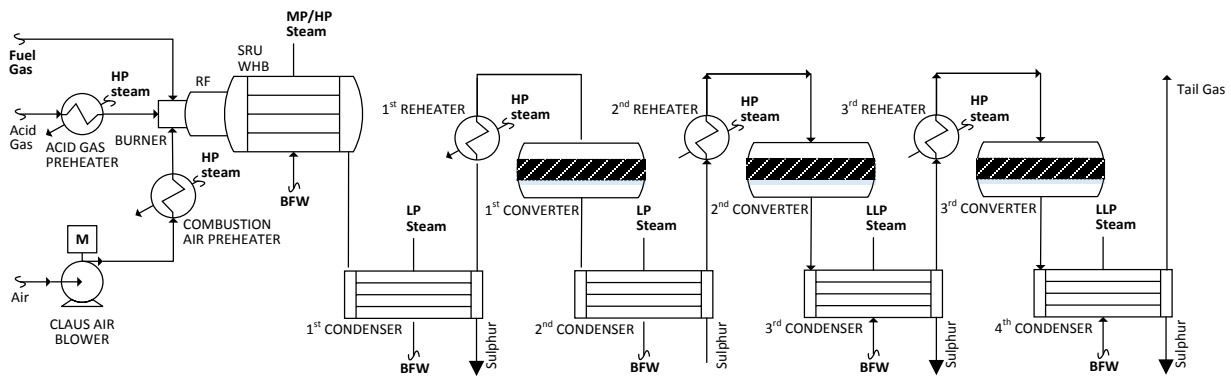 MP/HP
Steam
Fuel
Gas
SRU
WHB
RF
HP
steam
Acid
Gas
ACID GAS
PREHEATER
BURNER
HP
steam
COMBUSTION
AIR PREHEATER
BFW
M
Air
CLAUS AIR
BLOWER
1st REHEATER
HP
steam
1st CONVERTER
LP
Steam
1st CONDENSER
BFW
Sulphur
2nd REHEATER
HP
steam
2nd CONVERTER
LP
Steam
2nd CONDENSER
BFW
Sulphur
3rd REHEATER
HP
steam
3rd CONVERTER
LLP
Steam
3rd CONDENSER
BFW
Sulphur
LLP
Steam
4th CONDENSER
BFW
Sulphur
Tail Gas